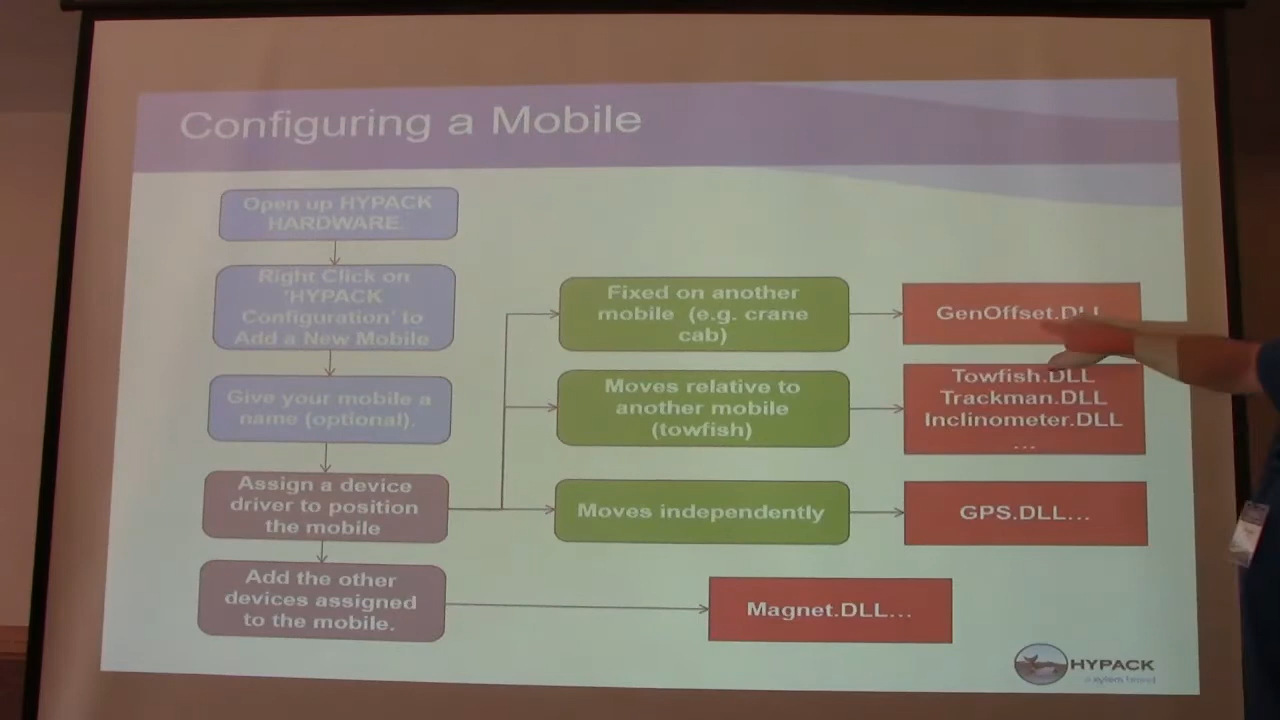 Configuring a Mobile
Open up HYPACK
HARDWARE.
Right Click on
'HYPACK
Configuration' to
Add a New Mobile
Give your mobile a
name (optional).
Assign a device
driver to position
the mobile
Add the other
devices assigned
to the mobile.
Fixed on another
mobile (e.g. crane
cab)
Moves relative to
another mobile
(towfish)
Moves independently
GenOffset.DLL
Towfish.DLL
Trackman.DLL
Inclinometer.DLL
...
GPS.DLL...
Magnet.DLL...
HYPACK
a xylem brand